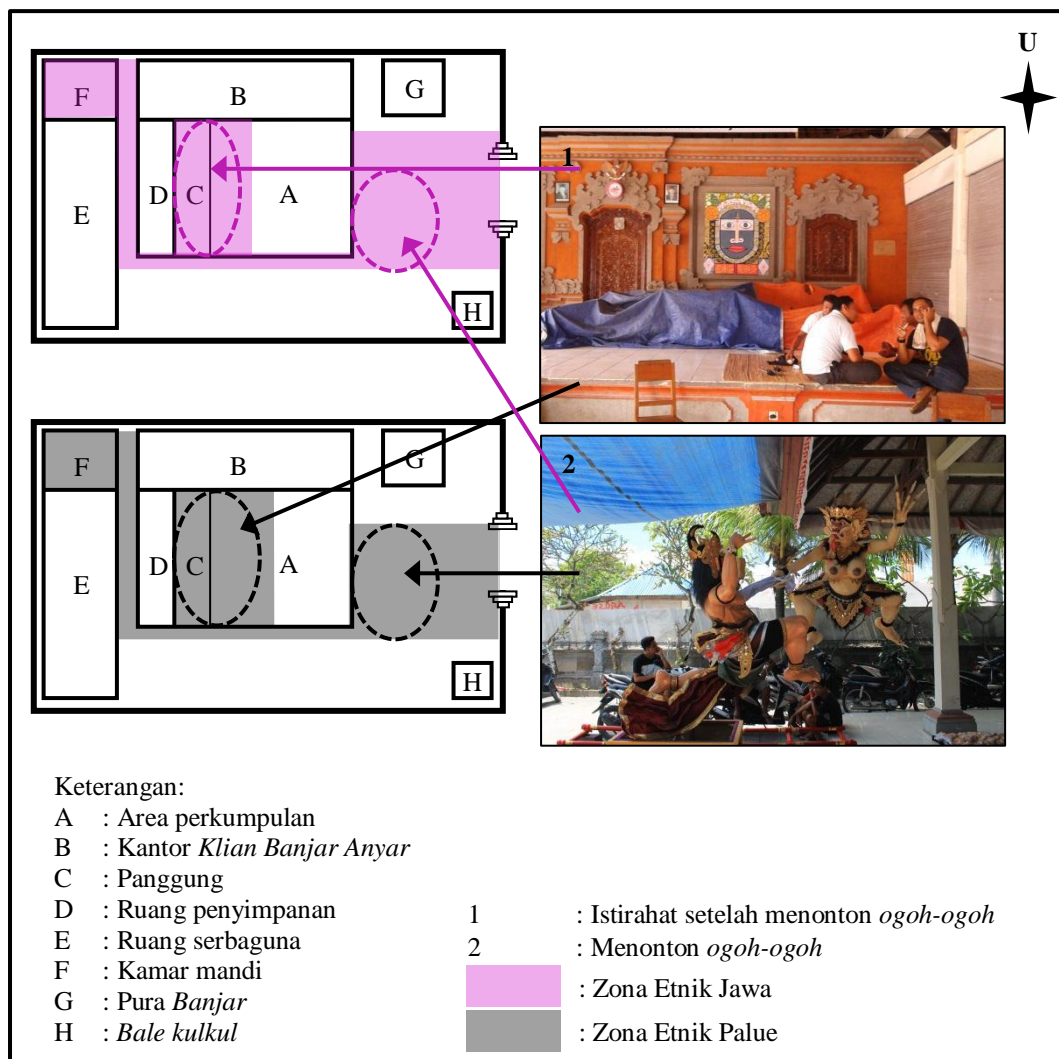 U
F
B
G
1
E
D
C
A
H
2
F
B
G
E
D
C
A
H
Keterangan:
A : Area perkumpulan
B : Kantor Klian Banjar Anyar
C : Panggung
D : Ruang penyimpanan
E : Ruang serbaguna
F : Kamar mandi
G : Pura Banjar
H : Bale kulkul
1 : Istirahat setelah menonton ogoh-ogoh
2 : Menonton ogoh-ogoh
: Zona Etnik Jawa
: Zona Etnik Palue